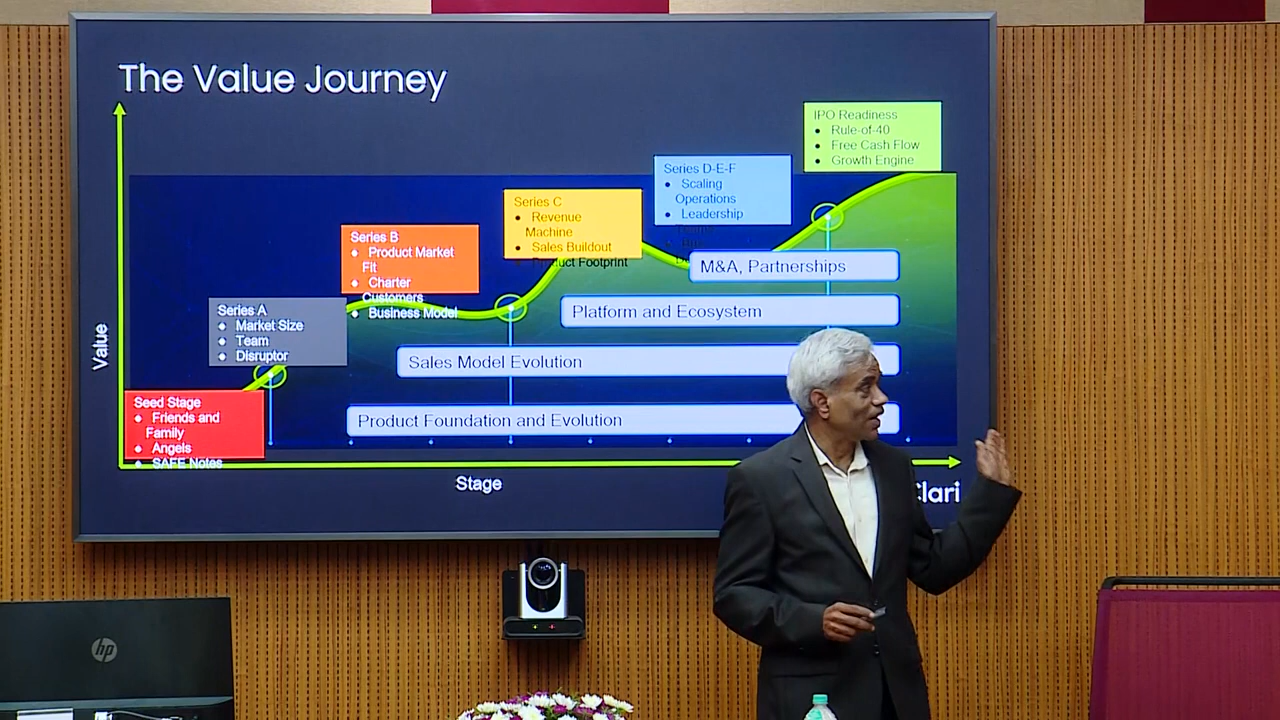 The Value Journey
IPO Readiness
Rule-of-40
Free Cash Flow
Growth Engine
Series D-E-F
Scaling
Operations
Leadership
Series C
Revenue
Machine
Sales Buildout
Product Footprint
Series B
Product Market
Fit
Charter
Customers
Business Model
Series A
Market Size
Team
Disruptor
Seed Stage
Friends and
Family
Angels
SAFE Notes
M&A, Partnerships
Platform and Ecosystem
Sales Model Evolution
Product Foundation and Evolution
Value
Stage
Clari
hp